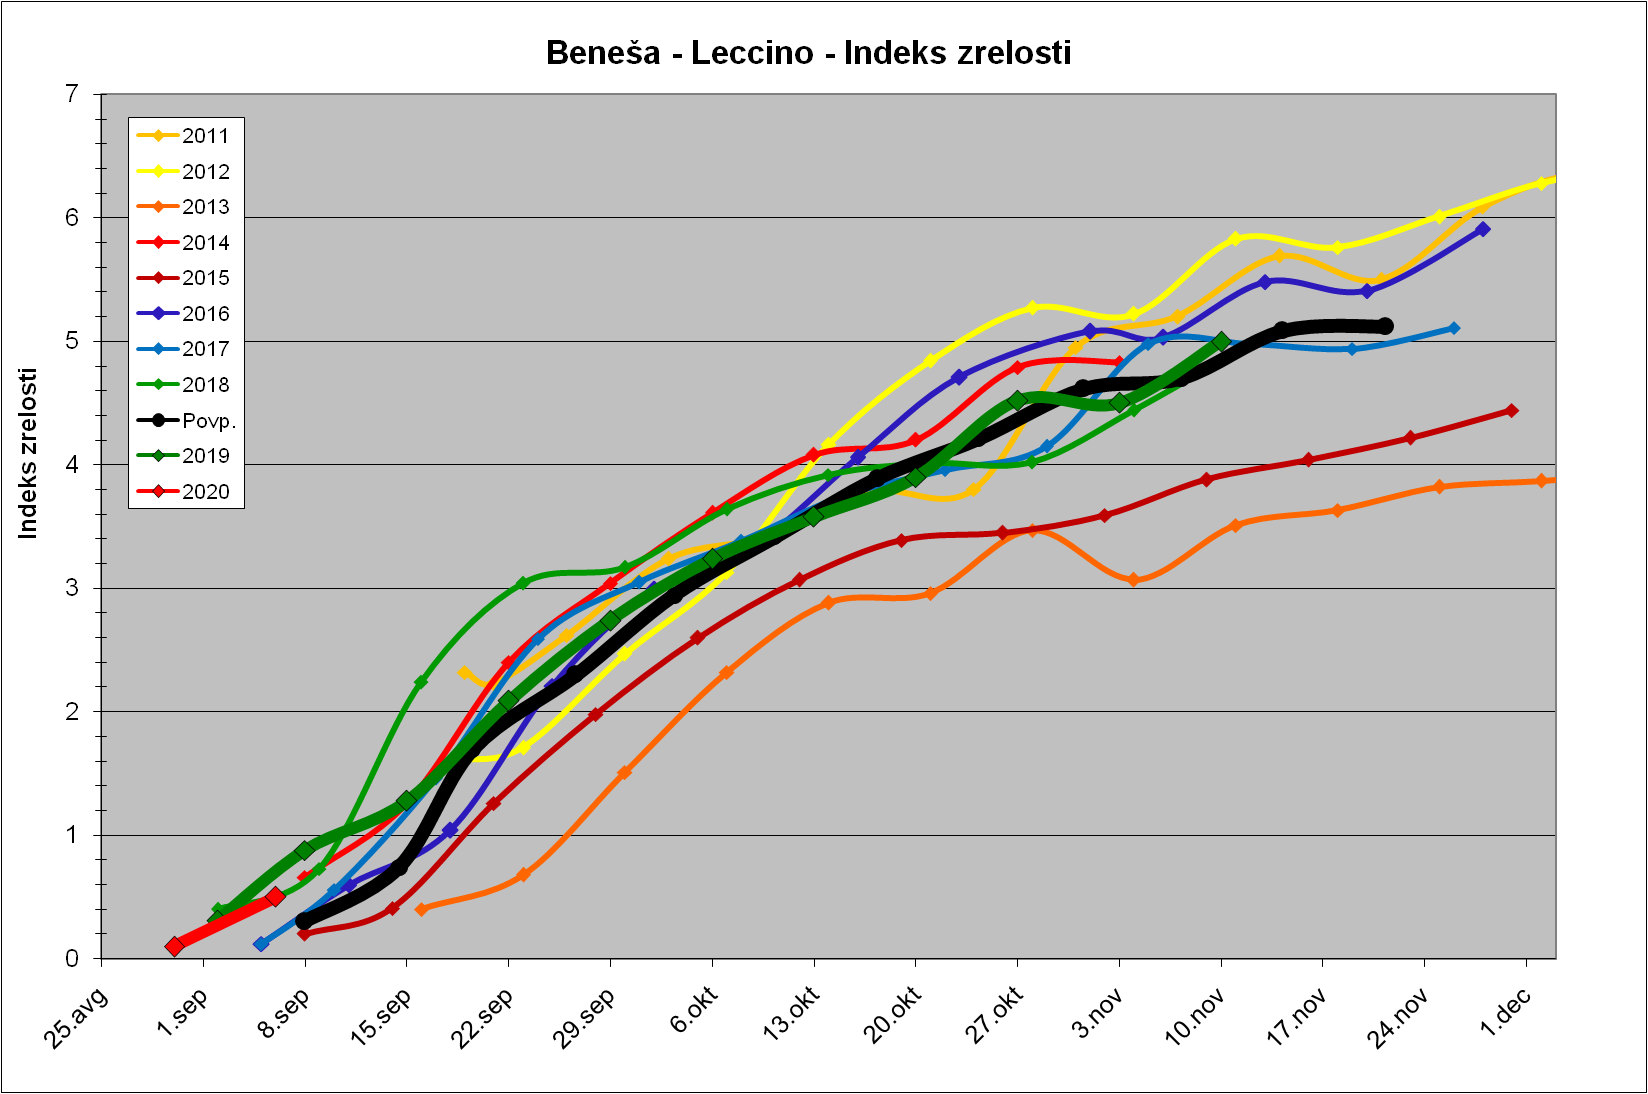 Beneša - Leccino - Indeks zrelosti
Indeks zrelosti
7
6
5
4
3
2
1
0
2011
2012
2013
2014
2015
2016
2017
2018
Povp.
2019
2020
25.avg
1.sep
8.sep
15.sep
22.sep
29.sep
6.okt
13.okt
20.okt
27.okt
3.nov
10.nov
17.nov
24.nov
1.dec